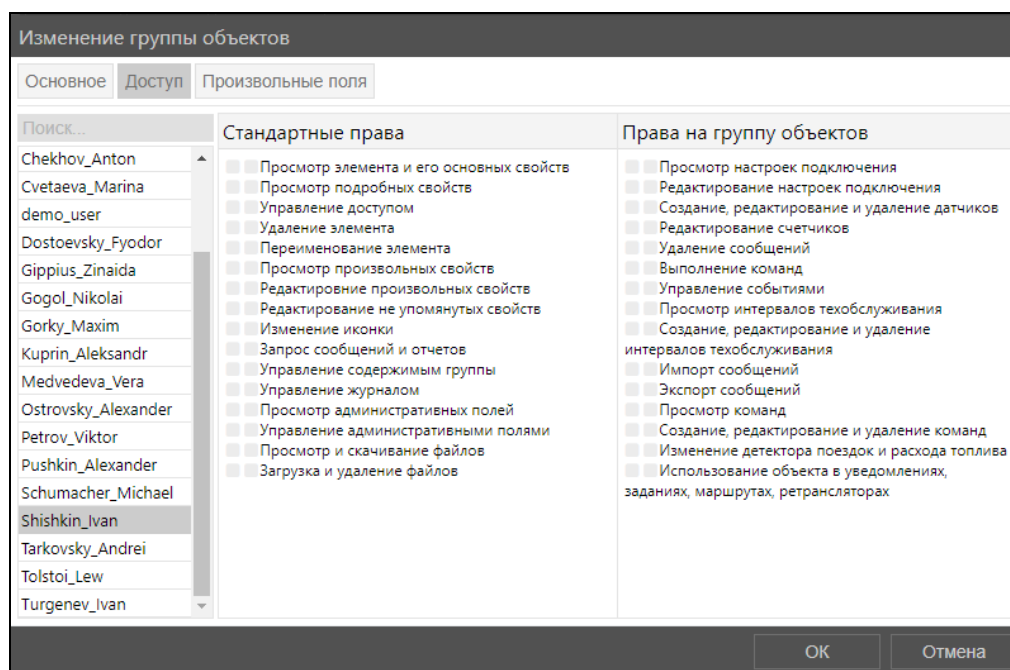 Изменение группы объектов
Основное Доступ Произвольные поля
Поиск...
Chekhov_Anton
Cvetaeva_Marina
demo_user
Dostoevsky_Fyodor
Gippius_Zinaida
Gogol_Nikolai
Gorky_Maxim
Kuprin_Aleksandr
Medvedeva_Vera
Ostrovsky_Alexander
Petrov_Viktor
Pushkin_Alexander
Schumacher_Michael
Shishkin_Ivan
Tarkovsky_Andrei
Tolstoi_Lew
Turgenev_Ivan
Стандартные права
Просмотр элемента и его основных свойств
Просмотр подробных свойств
Управление доступом
Удаление элемента
Переименование элемента
Просмотр произвольных свойств
Редактировние произвольных свойств
Редактирование не упомянутых свойств
Изменение иконки
Запрос сообщений и отчетов
Управление содержимым группы
Управление журналом
Просмотр административных полей
Управление административными полями
Просмотр и скачивание файлов
Загрузка и удаление файлов
Права на группу объектов
Просмотр настроек подключения
Редактирование настроек подключения
Создание, редактирование и удаление датчиков
Редактирование счетчиков
Удаление сообщений
Выполнение команд
Управление событиями
Просмотр интервалов техобслуживания
Создание, редактирование и удаление
интервалов техобслуживания
Импорт сообщений
Экспорт сообщений
Просмотр команд
Создание, редактирование и удаление команд
Изменение детектора поездок и расхода топлива
Использование объекта в уведомлениях,
заданиях, маршрутах, ретрансляторах
ОК Отмена